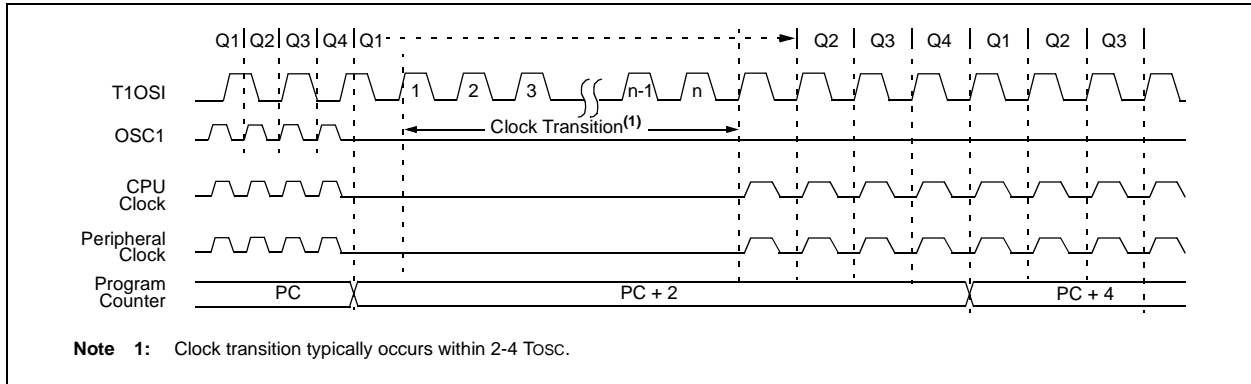 Q1 Q2 Q3 Q4 Q1 Q2 Q3 Q4 Q1 Q2 Q3
T1OSI 1 2 3 n-1 n
Clock Transition(1)
OSC1
CPU
Clock
Peripheral
Clock
Program
Counter
PC PC + 2 PC + 4
Note 1: Clock transition typically occurs within 2-4 TOSC.